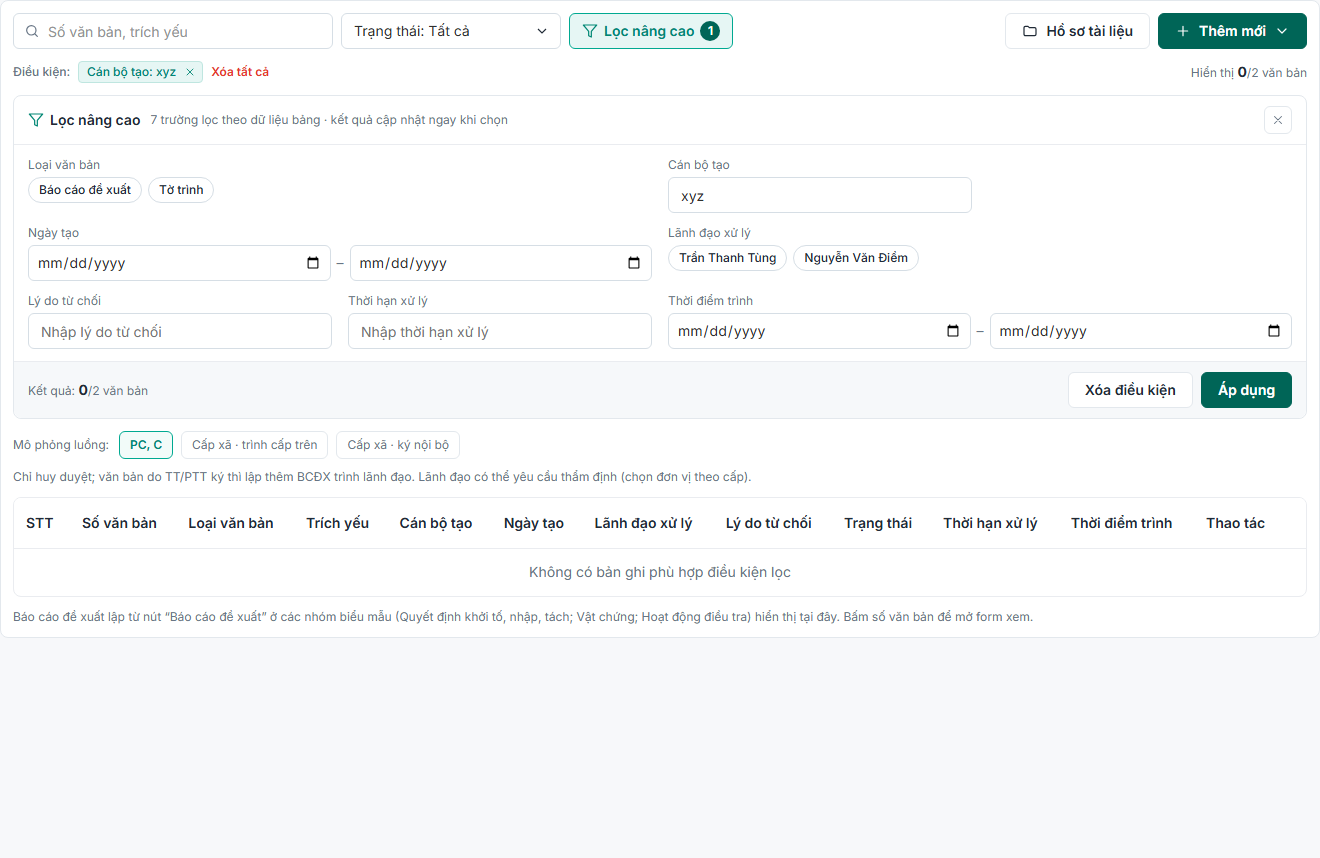 Số văn bản, trích yếu
Trạng thái: Tất cả
Lọc nâng cao 1
Hồ sơ tài liệu
Thêm mới
Điều kiện: Cán bộ tạo: xyz Xóa tất cả
Hiển thị 0/2 văn bản
Lọc nâng cao 7 trường lọc theo dữ liệu bảng · kết quả cập nhật ngay khi chọn
Loại văn bản
Báo cáo đề xuất Tờ trình
Cán bộ tạo
xyz
Ngày tạo
mm/dd/yyyy – mm/dd/yyyy
Lãnh đạo xử lý
Trần Thanh Tùng Nguyễn Văn Điềm
Lý do từ chối
Nhập lý do từ chối
Thời hạn xử lý
Nhập thời hạn xử lý
Thời điểm trình
mm/dd/yyyy – mm/dd/yyyy
Kết quả: 0/2 văn bản
Xóa điều kiện
Áp dụng
Mô phỏng luồng: PC, C Cấp xã · trình cấp trên Cấp xã · ký nội bộ
Chỉ huy duyệt; văn bản do TT/PTT ký thì lập thêm BCĐX trình lãnh đạo. Lãnh đạo có thể yêu cầu thẩm định (chọn đơn vị theo cấp).
STT Số văn bản Loại văn bản Trích yếu Cán bộ tạo Ngày tạo Lãnh đạo xử lý Lý do từ chối Trạng thái Thời hạn xử lý Thời điểm trình Thao tác
Không có bản ghi phù hợp điều kiện lọc
Báo cáo đề xuất lập từ nút “Báo cáo đề xuất” ở các nhóm biểu mẫu (Quyết định khởi tố, nhập, tách; Vật chứng; Hoạt động điều tra) hiển thị tại đây. Bấm số văn bản để mở form xem.